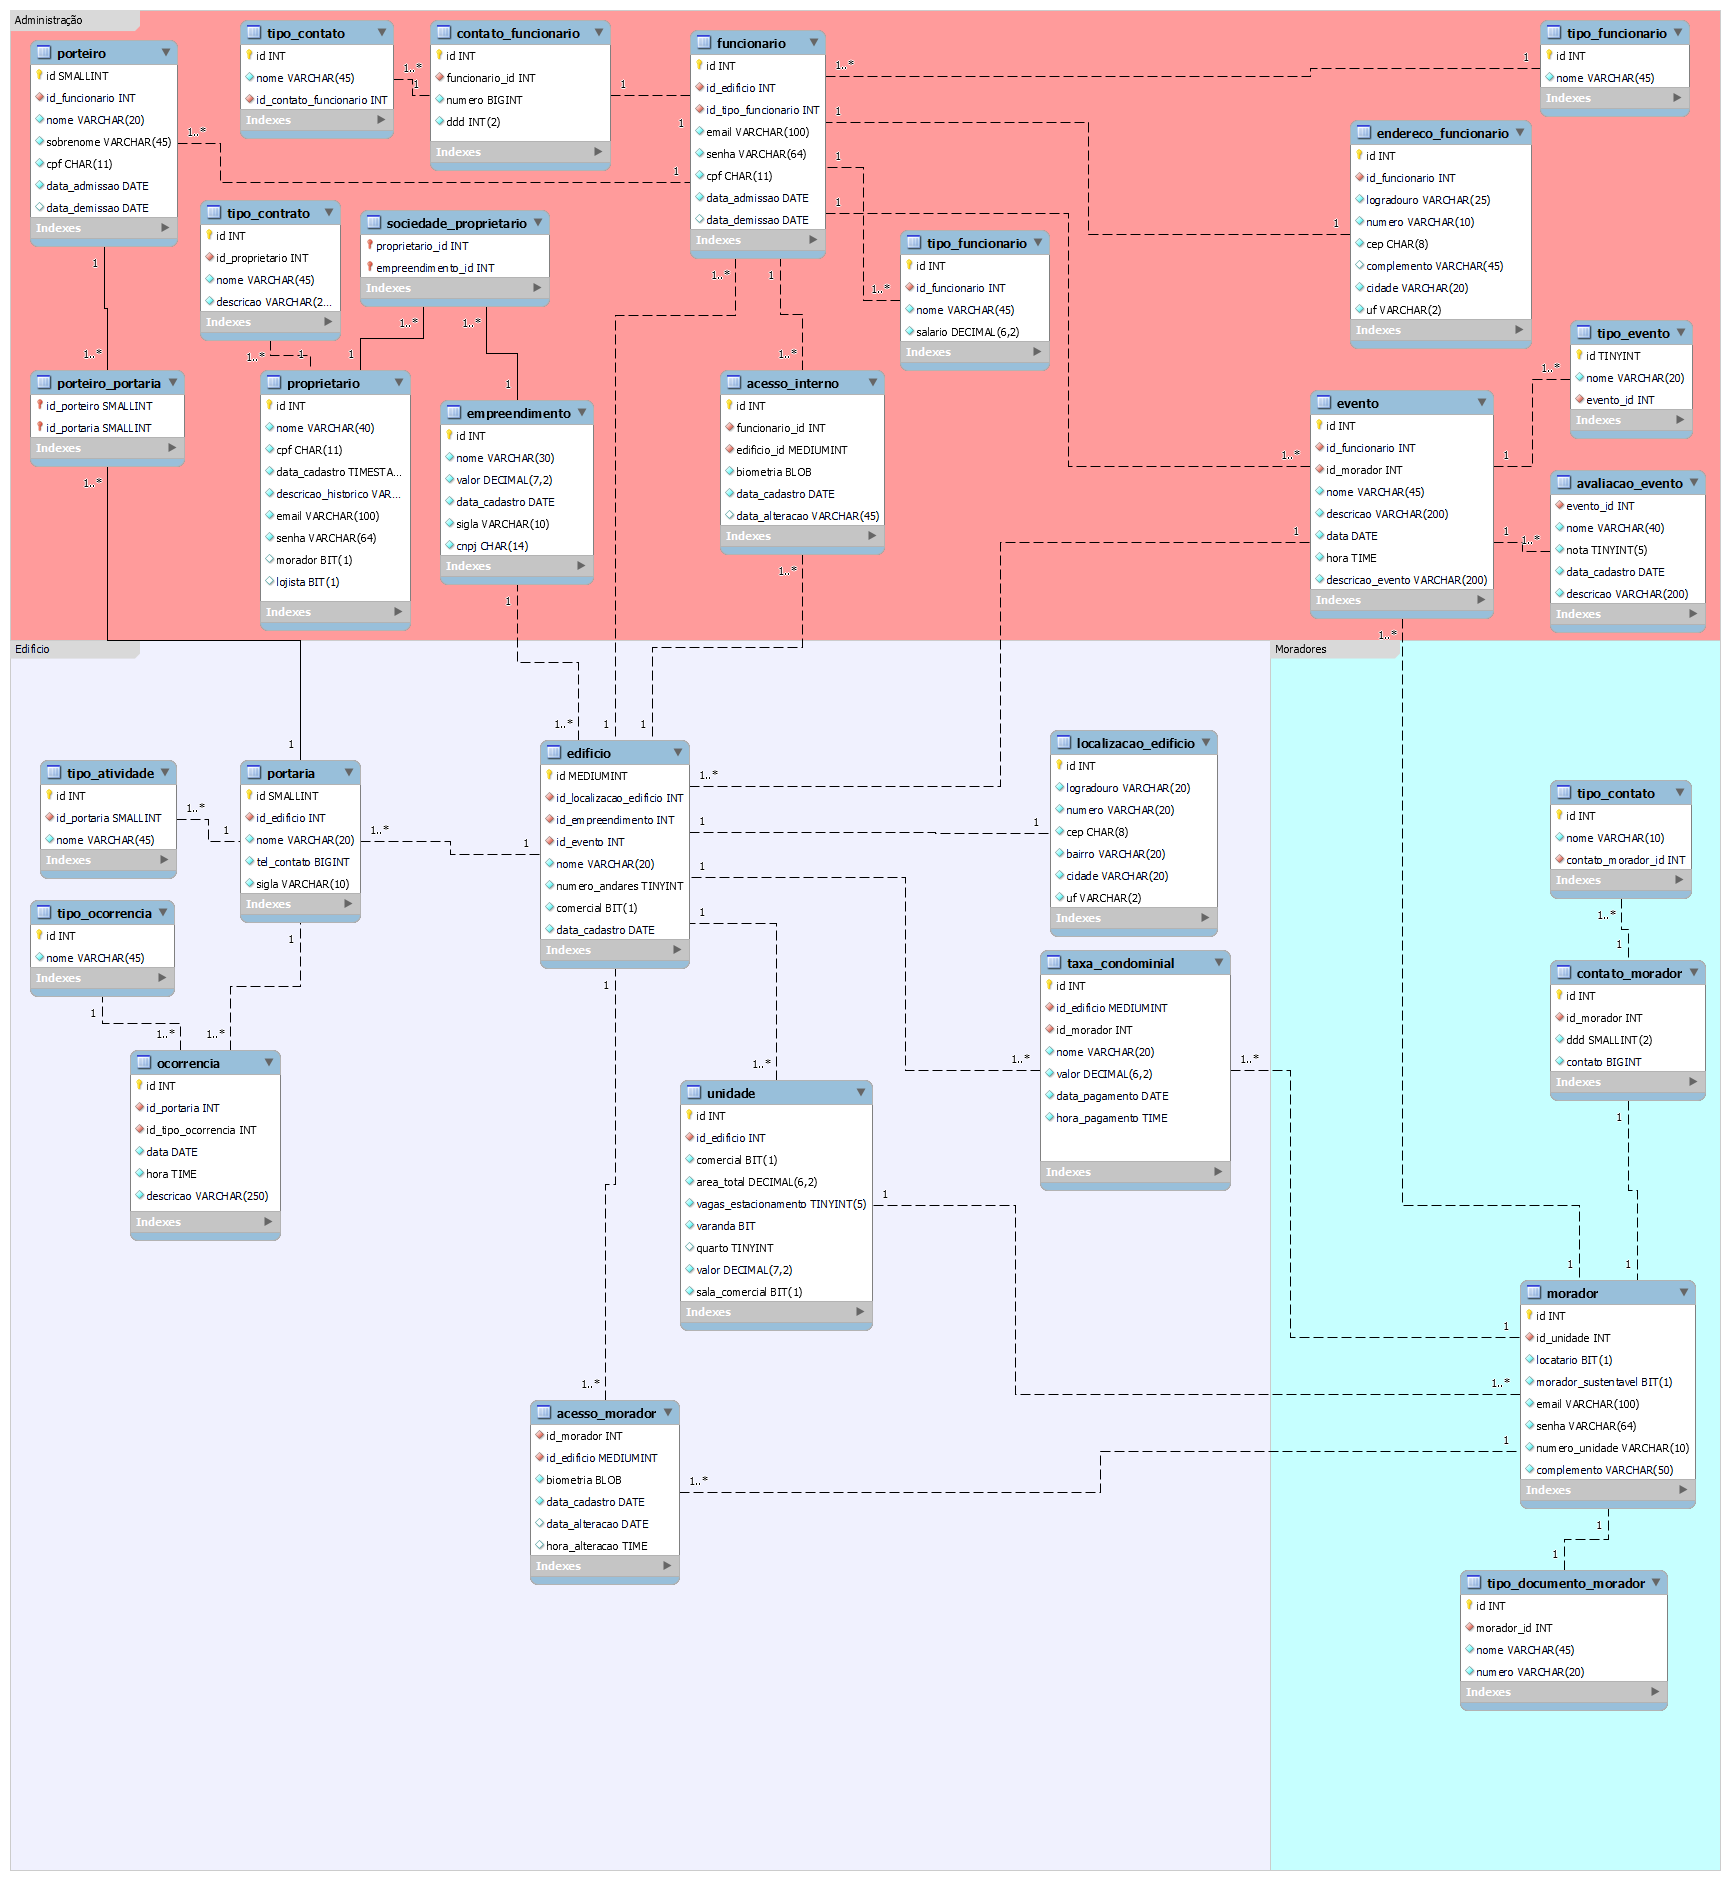 Administração
porteiro
id SMALLINT
id_funcionario INT
nome VARCHAR(20)
sobrenome VARCHAR(45)
cpf CHAR(11)
data_admissao DATE
data_demissao DATE
Indexes
tipo_contato
id INT
nome VARCHAR(45)
id_contato_funcionario INT
Indexes
contato_funcionario
id INT
funcionario_id INT
numero BIGINT
ddd INT(2)
Indexes
funcionario
id INT
id_edificio INT
id_tipo_funcionario INT
email VARCHAR(100)
senha VARCHAR(64)
cpf CHAR(11)
data_admissao DATE
data_demissao DATE
Indexes
tipo_funcionario
id INT
nome VARCHAR(45)
Indexes
endereco_funcionario
id INT
id_funcionario INT
logradouro VARCHAR(25)
numero VARCHAR(10)
cep CHAR(8)
complemento VARCHAR(45)
cidade VARCHAR(20)
uf VARCHAR(2)
Indexes
tipo_contrato
id INT
id_proprietario INT
nome VARCHAR(45)
descricao VARCHAR(2...
Indexes
sociedade_proprietario
proprietario_id INT
empreendimento_id INT
Indexes
tipo_funcionario
id INT
id_funcionario INT
nome VARCHAR(45)
salario DECIMAL(6,2)
Indexes
porteiro_portaria
id_porteiro SMALLINT
id_portaria SMALLINT
Indexes
proprietario
id INT
nome VARCHAR(40)
cpf CHAR(11)
data_cadastro TIMESTA...
descricao_historico VAR...
email VARCHAR(100)
senha VARCHAR(64)
morador BIT(1)
lojista BIT(1)
Indexes
empreendimento
id INT
nome VARCHAR(30)
valor DECIMAL(7,2)
data_cadastro DATE
sigla VARCHAR(10)
cnpj CHAR(14)
Indexes
acesso_interno
id INT
funcionario_id INT
edificio_id MEDIUMINT
biometria BLOB
data_cadastro DATE
data_alteracao VARCHAR(45)
Indexes
evento
id INT
id_funcionario INT
id_morador INT
nome VARCHAR(45)
descricao VARCHAR(200)
data DATE
hora TIME
descricao_evento VARCHAR(200)
Indexes
tipo_evento
id TINYINT
nome VARCHAR(20)
evento_id INT
Indexes
avaliacao_evento
evento_id INT
nome VARCHAR(40)
nota TINYINT(5)
data_cadastro DATE
descricao VARCHAR(200)
Indexes
Edifício
tipo_atividade
id INT
id_portaria SMALLINT
nome VARCHAR(45)
Indexes
portaria
id SMALLINT
id_edificio INT
nome VARCHAR(20)
tel_contato BIGINT
sigla VARCHAR(10)
Indexes
edificio
id MEDIUMINT
id_localizacao_edificio INT
id_empreendimento INT
id_evento INT
nome VARCHAR(20)
numero_andares TINYINT
comercial BIT(1)
data_cadastro DATE
Indexes
localizacao_edificio
id INT
logradouro VARCHAR(20)
numero VARCHAR(20)
cep CHAR(8)
bairro VARCHAR(20)
cidade VARCHAR(20)
uf VARCHAR(2)
Indexes
tipo_ocorrencia
id INT
nome VARCHAR(45)
Indexes
ocorrencia
id INT
id_portaria INT
id_tipo_ocorrencia INT
data DATE
hora TIME
descricao VARCHAR(250)
Indexes
taxa_condominial
id INT
id_edificio MEDIUMINT
id_morador INT
nome VARCHAR(20)
valor DECIMAL(6,2)
data_pagamento DATE
hora_pagamento TIME
Indexes
unidade
id INT
id_edificio INT
comercial BIT(1)
area_total DECIMAL(6,2)
vagas_estacionamento TINYINT(5)
varanda BIT
quarto TINYINT
valor DECIMAL(7,2)
sala_comercial BIT(1)
Indexes
acesso_morador
id_morador INT
id_edificio MEDIUMINT
biometria BLOB
data_cadastro DATE
data_alteracao DATE
hora_alteracao TIME
Indexes
Moradores
tipo_contato
id INT
nome VARCHAR(10)
contato_morador_id INT
Indexes
contato_morador
id INT
id_morador INT
ddd SMALLINT(2)
contato BIGINT
Indexes
morador
id INT
id_unidade INT
locatario BIT(1)
morador_sustentavel BIT(1)
email VARCHAR(100)
senha VARCHAR(64)
numero_unidade VARCHAR(10)
complemento VARCHAR(50)
Indexes
tipo_documento_morador
id INT
morador_id INT
nome VARCHAR(45)
numero VARCHAR(20)
Indexes